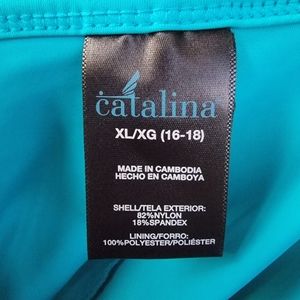 catalina
XL/XG (16-18)
MADE IN CAMBODIA
HECHO EN CAMBOYA
SHELL/TELA EXTERIOR:
82%NYLON
18%SPANDEX
LINING/FORRO:
100%POLYESTER/POLIÉSTER